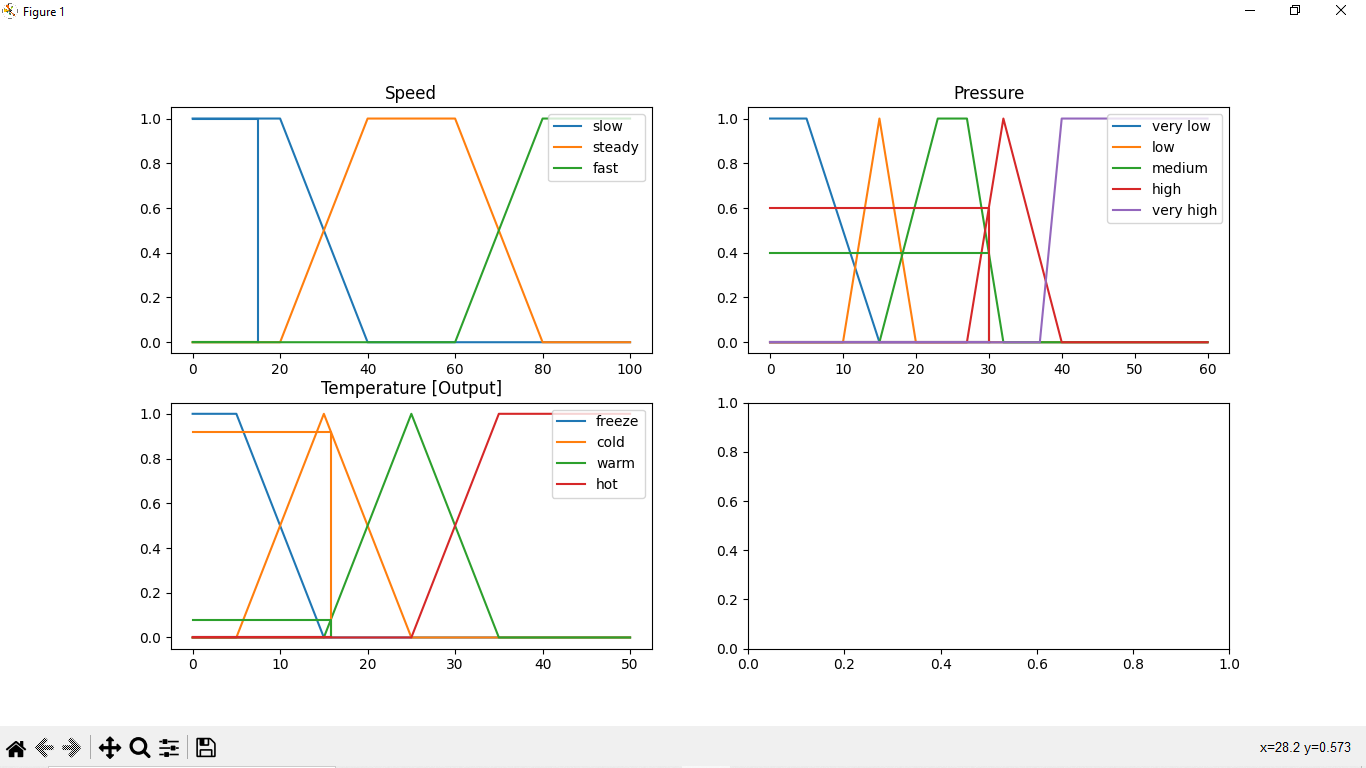 Figure 1
Speed
1.0
0.8
0.6
0.4
0.2
0.0
0 20 40 60 80 100
slow
steady
fast
Pressure
1.0
0.8
0.6
0.4
0.2
0.0
0 10 20 30 40 50 60
very low
low
medium
high
very high
Temperature [Output]
1.0
0.8
0.6
0.4
0.2
0.0
0 10 20 30 40 50
freeze
cold
warm
hot
1.0
0.8
0.6
0.4
0.2
0.0
0.0 0.2 0.4 0.6 0.8 1.0
x=28.2 y=0.573